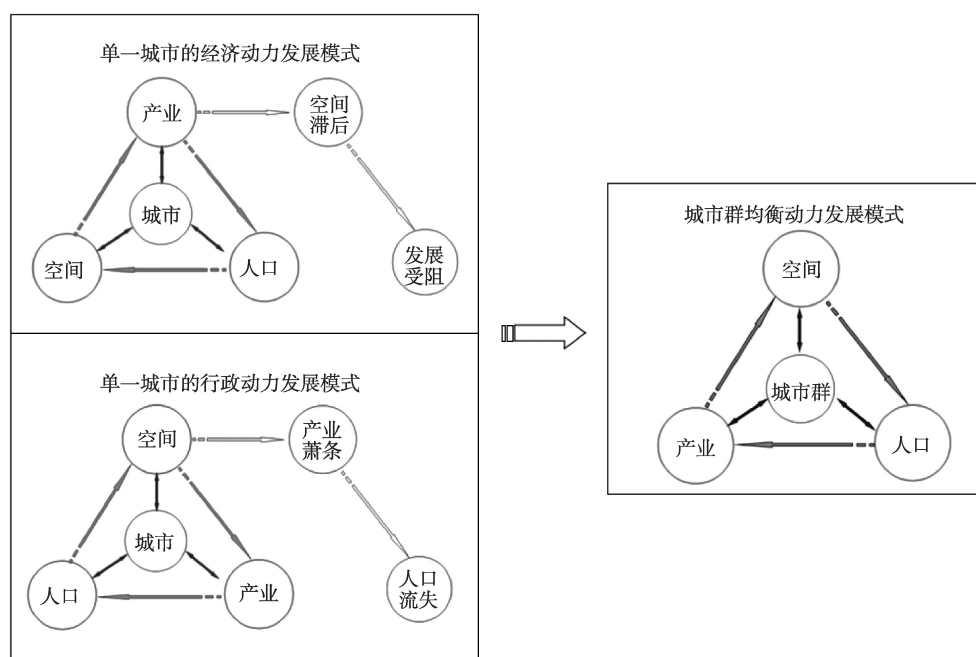 单一城市的经济动力发展模式
产业
空间
滞后
城市
空间
人口
发展
受阻
单一城市的行政动力发展模式
空间
产业
萧条
城市
人口
产业
人口
流失
城市群均衡动力发展模式
空间
城市群
产业
人口